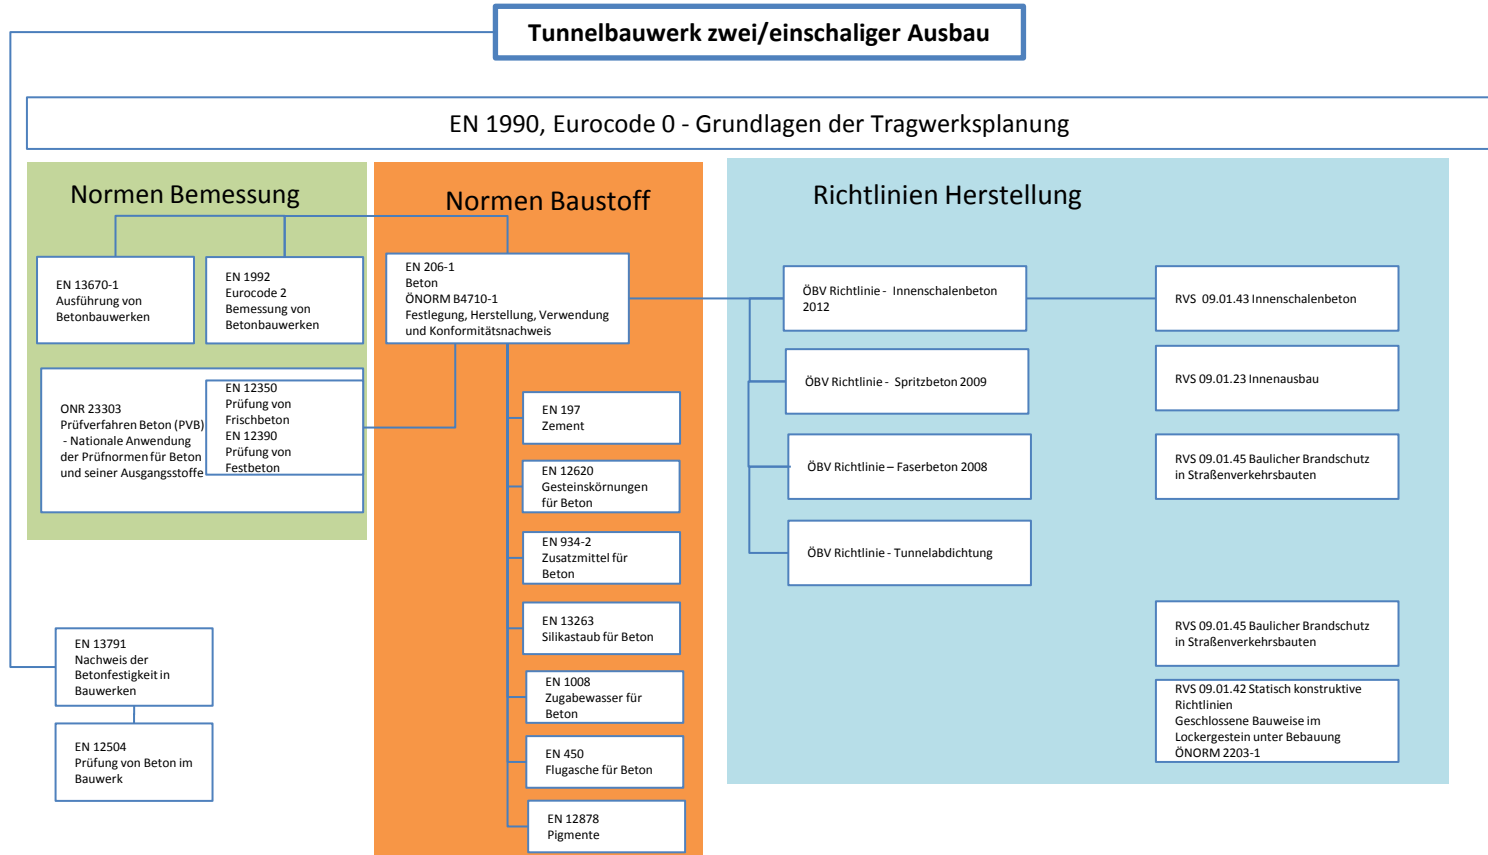 Tunnelbauwerk zwei/einschaliger Ausbau
EN 1990, Eurocode 0 - Grundlagen der Tragwerksplanung
Normen Bemessung
EN 13670-1
Ausführung von
Betonbauwerken
EN 1992
Eurocode 2
Bemessung von
Betonbauwerken
ONR 23303
Prüfverfahren Beton (PVB)
- Nationale Anwendung
der Prüfnormen für Beton
und seiner Ausgangsstoffe
EN 12350
Prüfung von
Frischbeton
EN 12390
Prüfung von
Festbeton
EN 13791
Nachweis der
Betonfestigkeit in
Bauwerken
EN 12504
Prüfung von Beton im
Bauwerk
Normen Baustoff
EN 206-1
Beton
ÖNORM B4710-1
Festlegung, Herstellung, Verwendung
und Konformitätsnachweis
EN 197
Zement
EN 12620
Gesteinskörnungen
für Beton
EN 934-2
Zusatzmittel für
Beton
EN 13263
Silikastaub für Beton
EN 1008
Zugabewasser für
Beton
EN 450
Flugasche für Beton
EN 12878
Pigmente
Richtlinien Herstellung
ÖBV Richtlinie - Innenschalenbeton
2012
ÖBV Richtlinie - Spritzbeton 2009
ÖBV Richtlinie – Faserbeton 2008
ÖBV Richtlinie - Tunnelabdichtung
RVS 09.01.43 Innenschalenbeton
RVS 09.01.23 Innenausbau
RVS 09.01.45 Baulicher Brandschutz
in Straßenverkehrsbauten
RVS 09.01.45 Baulicher Brandschutz
in Straßenverkehrsbauten
RVS 09.01.42 Statisch konstruktive
Richtlinien
Geschlossene Bauweise im
Lockergestein unter Bebauung
ÖNORM 2203-1